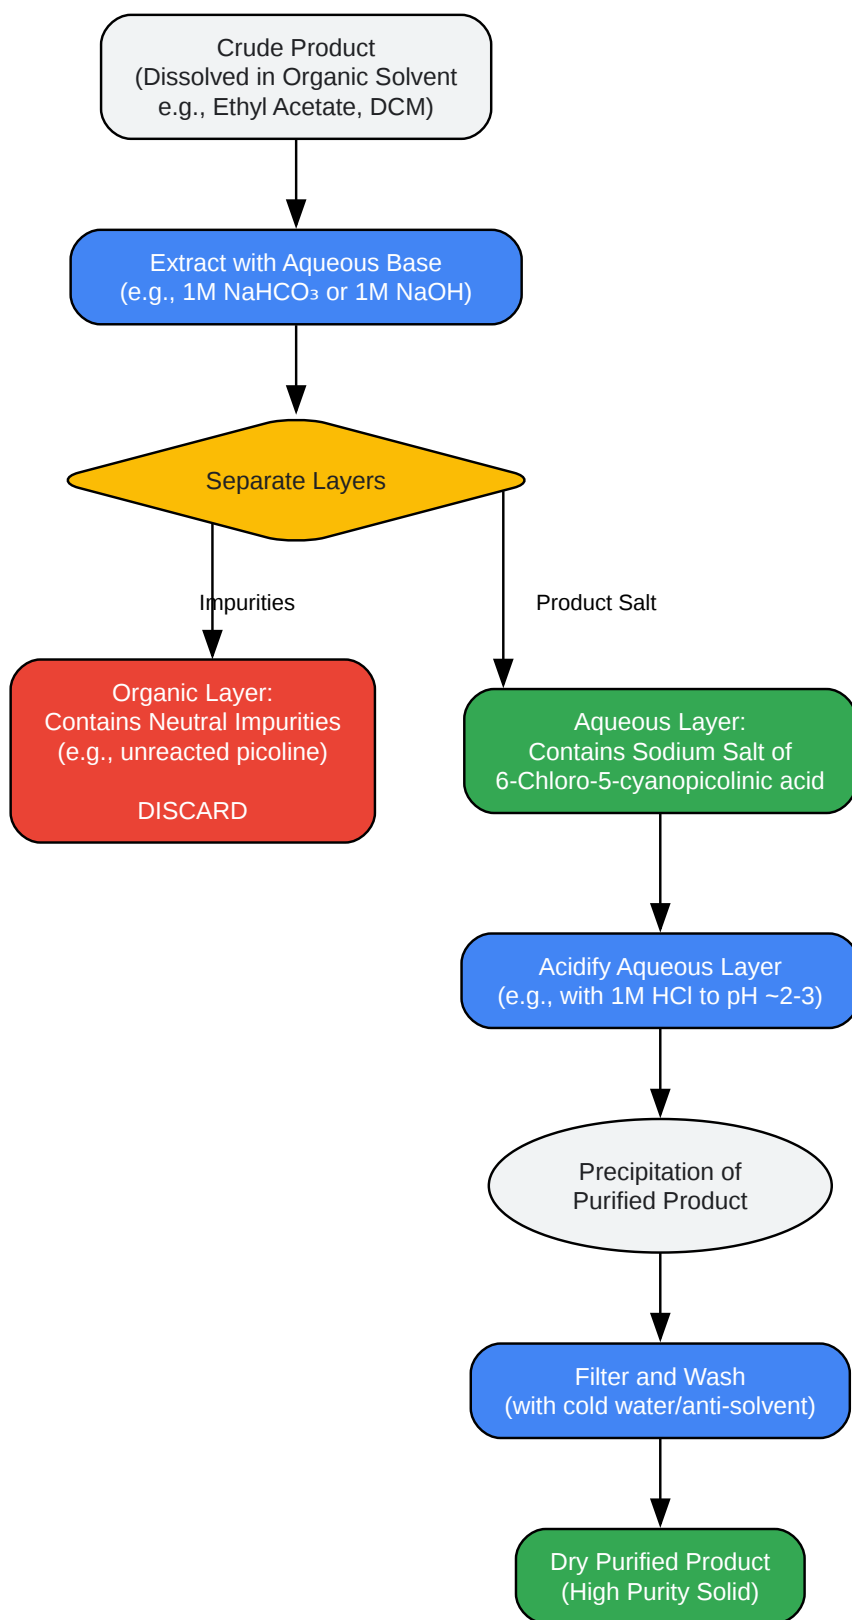 Crude Product
(Dissolved in Organic Solvent
e.g., Ethyl Acetate, DCM)
Extract with Aqueous Base
(e.g., 1M NaHCO₃ or 1M NaOH)
Separate Layers
Impurities
Product Salt
Organic Layer:
Contains Neutral Impurities
(e.g., unreacted picoline)
DISCARD
Aqueous Layer:
Contains Sodium Salt of
6-Chloro-5-cyanopicolinic acid
Acidify Aqueous Layer
(e.g., with 1M HCl to pH ~2-3)
Precipitation of
Purified Product
Filter and Wash
(with cold water/anti-solvent)
Dry Purified Product
(High Purity Solid)